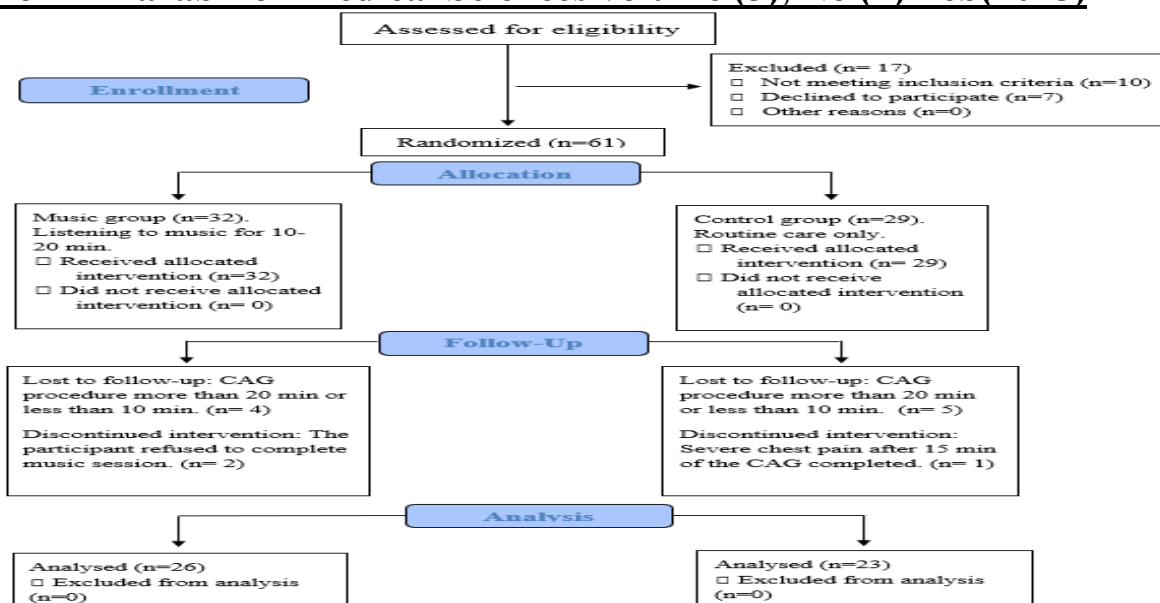 Assessed for eligibility
Excluded (n= 17)
□ Not meeting inclusion criteria (n=10)
□ Declined to participate (n=7)
□ Other reasons (n=0)
Enrollment
Randomized (n=61)
Allocation
Music group (n=32).
Listening to music for 10-
20 min.
□ Received allocated
intervention (n=32)
□ Did not receive allocated
intervention (n= 0)
Control group (n=29).
Routine care only.
□ Received allocated
intervention (n= 29)
□ Did not receive
allocated intervention
(n= 0)
Follow-Up
Lost to follow-up: CAG
procedure more than 20 min or
less than 10 min. (n= 4)
Discontinued intervention: The
participant refused to complete
music session. (n= 2)
Lost to follow-up: CAG
procedure more than 20 min
or less than 10 min. (n= 5)
Discontinued intervention:
Severe chest pain after 15 min
of the CAG completed. (n= 1)
Analysis
Analysed (n=26)
□ Excluded from analysis
(n=0)
Analysed (n=23)
□ Excluded from analysis
(n=0)